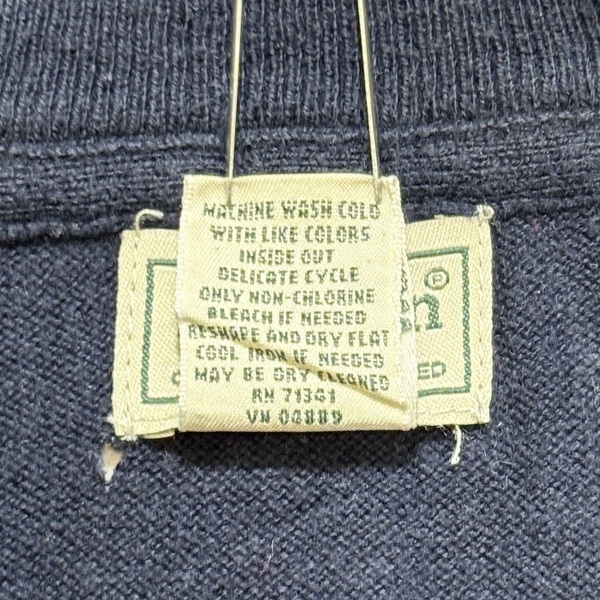 MACHINE WASH COLD
WITH LIKE COLORS
INSIDE OUT
DELICATE CYCLE
ONLY NON-CHLORINE
BLEACH IF NEEDED
RESHAPE AND DRY FLAT
COOL IRON IF NEEDED
MAY BE DRY CLEANED
RN 71341
VN 04889
®
ED